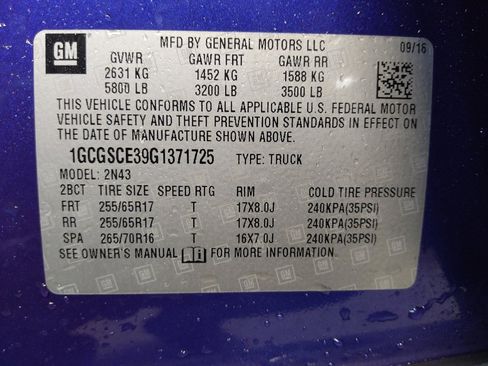 GM
MFD BY GENERAL MOTORS LLC 09/16
GVWR GAWR FRT GAWR RR
2631 KG 1452 KG 1588 KG
5800 LB 3200 LB 3500 LB
THIS VEHICLE CONFORMS TO ALL APPLICABLE U.S. FEDERAL MOTOR
VEHICLE SAFETY AND THEFT PREVENTION STANDARDS IN EFFECT
ON THE DATE OF MANUFACTURE SHOWN ABOVE.
1GCGSCE39G1371725 TYPE: TRUCK
MODEL: 2N43
2BCT TIRE SIZE SPEED RTG RIM COLD TIRE PRESSURE
FRT 255/65R17 T 17X8.0J 240KPA(35PSI)
RR 255/65R17 T 17X8.0J 240KPA(35PSI)
SPA 265/70R16 T 16X7.0J 240KPA(35PSI)
SEE OWNER'S MANUAL i FOR MORE INFORMATION.